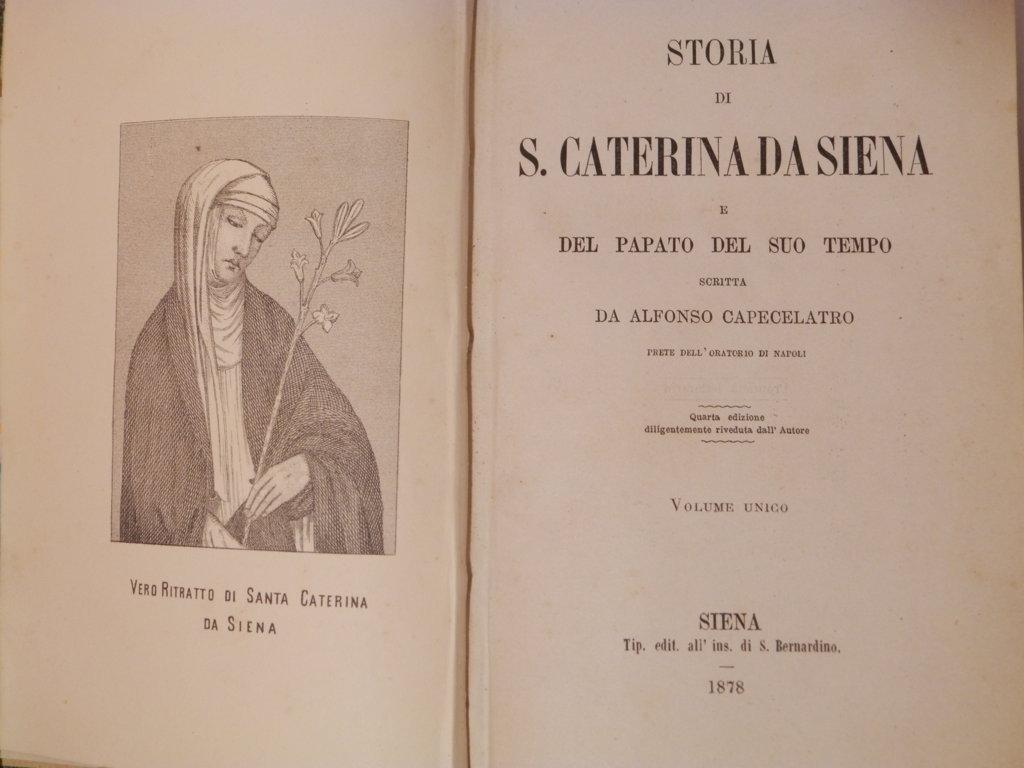 VERO RITRATTO DI SANTA CATERINA
DA SIENA
STORIA
DI
S. CATERINA DA SIENA
E
DEL PAPATO DEL SUO TEMPO
SCRITTA
DA ALFONSO CAPECELATRO
PRETE DELL'ORATORIO DI NAPOLI
Quarta edizione
diligentemente riveduta dall' Autore
VOLUME UNICO
SIENA
Tip. edit. all' ins. di S. Bernardino.
1878